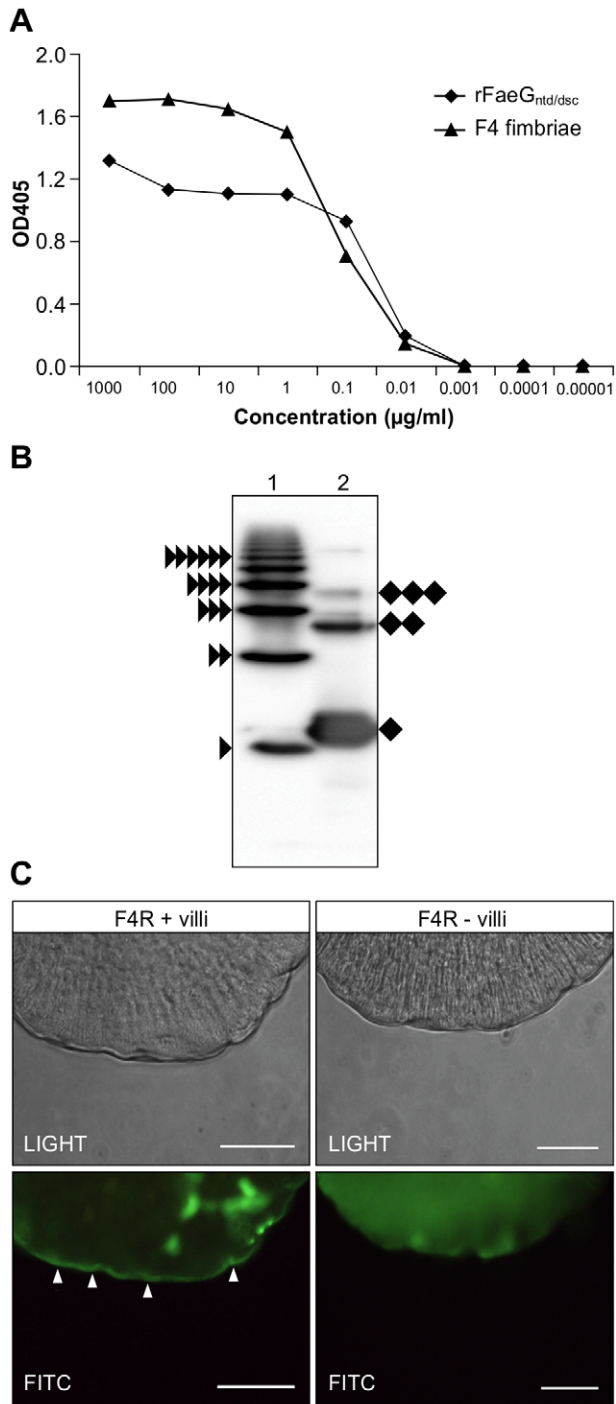 A
2.0
1.6
1.2
0.8
0.4
0.0
OD405
rFaeGntd/dsc
F4 fimbriae
1000 100 10 1 0.1 0.01 0.001 0.0001 0.00001
Concentration (µg/ml)
B
1 2
C
F4R + villi F4R - villi
LIGHT LIGHT
FITC FITC